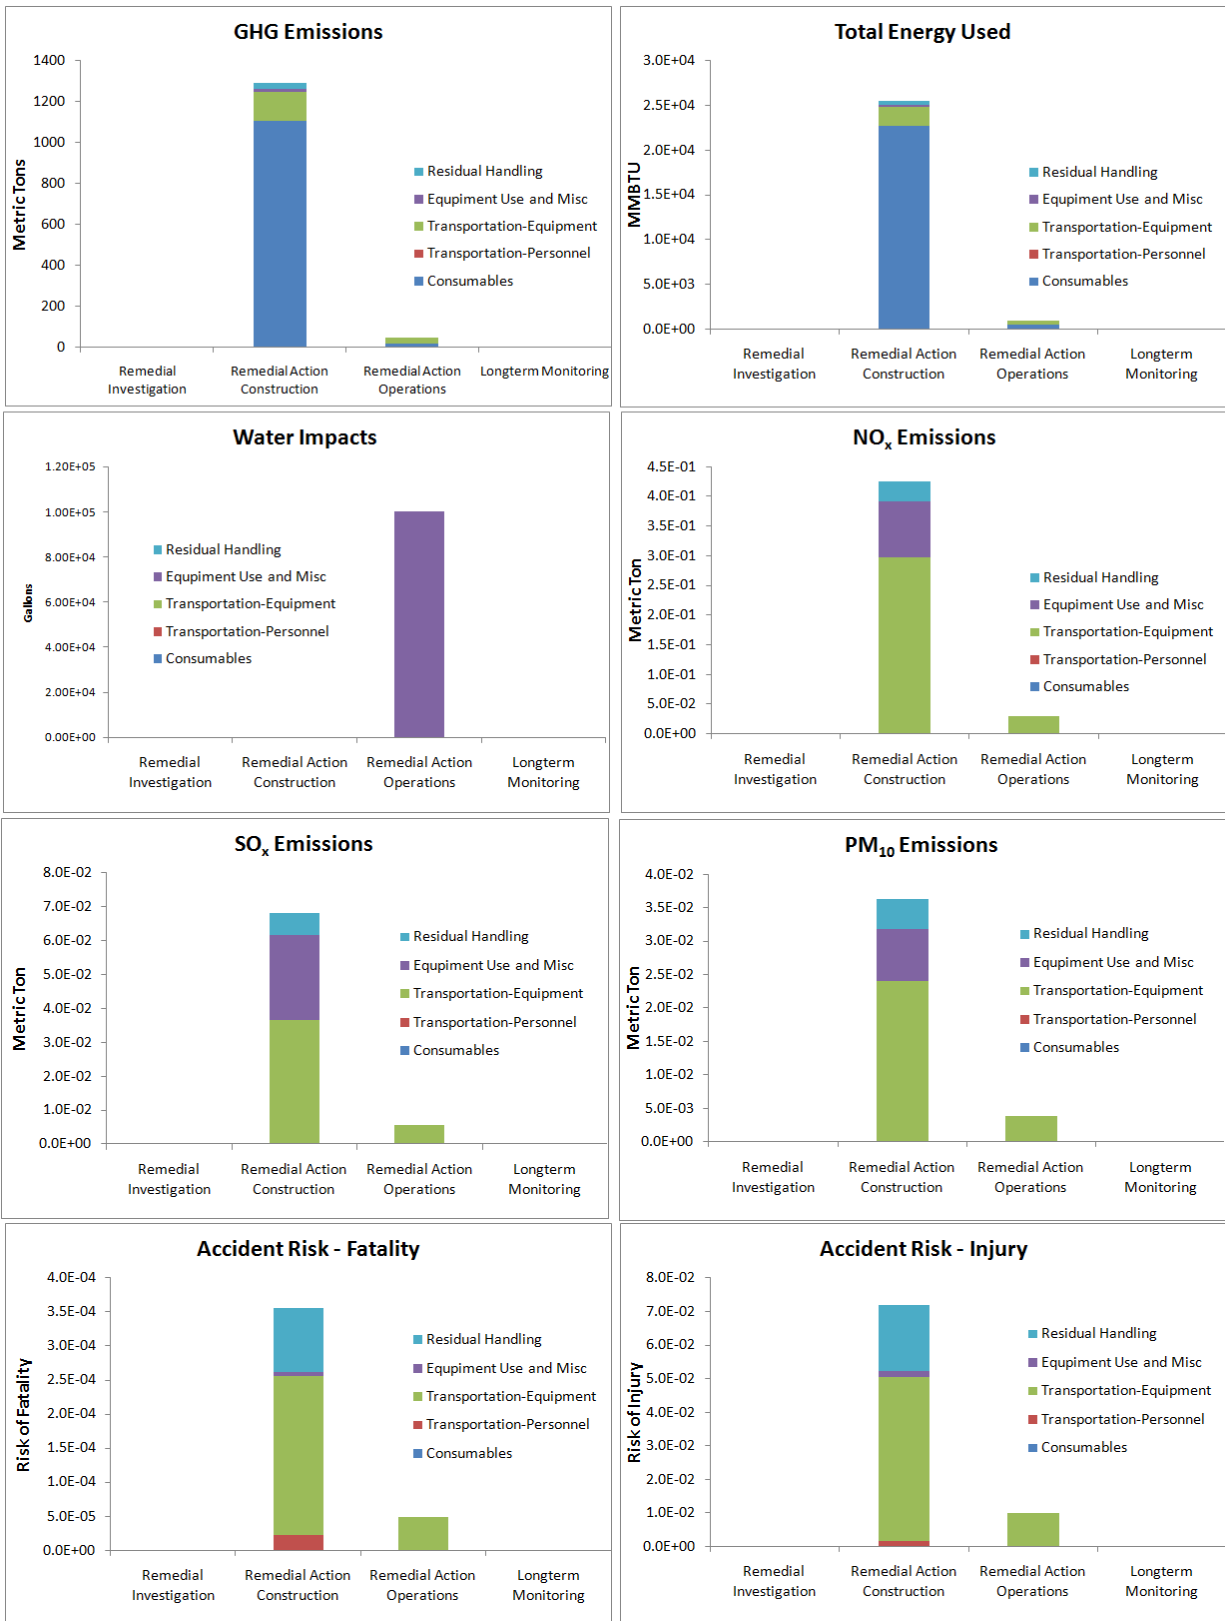 GHG Emissions
1400
1200
1000
800
600
400
200
0
Metric Tons
Residual Handling
Equpiment Use and Misc
Transportation-Equipment
Transportation-Personnel
Consumables
Remedial Investigation
Remedial Action Construction
Remedial Action Operations
Longterm Monitoring
Total Energy Used
3.0E+04
2.5E+04
2.0E+04
1.5E+04
1.0E+04
5.0E+03
0.0E+00
MMBTU
Residual Handling
Equpiment Use and Misc
Transportation-Equipment
Transportation-Personnel
Consumables
Remedial Investigation
Remedial Action Construction
Remedial Action Operations
Longterm Monitoring
Water Impacts
1.20E+05
1.00E+05
8.00E+04
6.00E+04
4.00E+04
2.00E+04
0.00E+00
Gallons
Residual Handling
Equpiment Use and Misc
Transportation-Equipment
Transportation-Personnel
Consumables
Remedial Investigation
Remedial Action Construction
Remedial Action Operations
Longterm Monitoring
NOx Emissions
4.5E-01
4.0E-01
3.5E-01
3.0E-01
2.5E-01
2.0E-01
1.5E-01
1.0E-01
5.0E-02
0.0E+00
Metric Ton
Residual Handling
Equpiment Use and Misc
Transportation-Equipment
Transportation-Personnel
Consumables
Remedial Investigation
Remedial Action Construction
Remedial Action Operations
Longterm Monitoring
SOx Emissions
8.0E-02
7.0E-02
6.0E-02
5.0E-02
4.0E-02
3.0E-02
2.0E-02
1.0E-02
0.0E+00
Metric Ton
Residual Handling
Equpiment Use and Misc
Transportation-Equipment
Transportation-Personnel
Consumables
Remedial Investigation
Remedial Action Construction
Remedial Action Operations
Longterm Monitoring
PM10 Emissions
4.0E-02
3.5E-02
3.0E-02
2.5E-02
2.0E-02
1.5E-02
1.0E-02
5.0E-03
0.0E+00
Metric Ton
Residual Handling
Equpiment Use and Misc
Transportation-Equipment
Transportation-Personnel
Consumables
Remedial Investigation
Remedial Action Construction
Remedial Action Operations
Longterm Monitoring
Accident Risk - Fatality
4.0E-04
3.5E-04
3.0E-04
2.5E-04
2.0E-04
1.5E-04
1.0E-04
5.0E-05
0.0E+00
Risk of Fatality
Residual Handling
Equpiment Use and Misc
Transportation-Equipment
Transportation-Personnel
Consumables
Remedial Investigation
Remedial Action Construction
Remedial Action Operations
Longterm Monitoring
Accident Risk - Injury
8.0E-02
7.0E-02
6.0E-02
5.0E-02
4.0E-02
3.0E-02
2.0E-02
1.0E-02
0.0E+00
Risk of Injury
Residual Handling
Equpiment Use and Misc
Transportation-Equipment
Transportation-Personnel
Consumables
Remedial Investigation
Remedial Action Construction
Remedial Action Operations
Longterm Monitoring